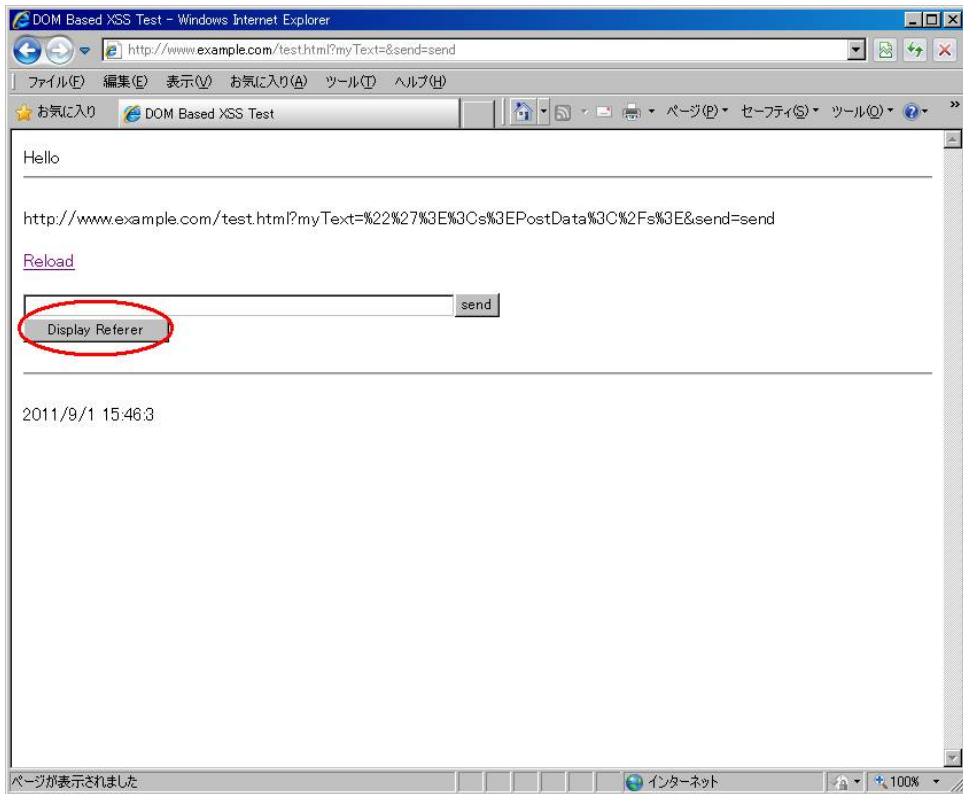 DOM Based XSS Test - Windows Internet Explorer
http://www.example.com/test.html?myText=&send=send
ファイル(F) 編集(E) 表示(V) お気に入り(A) ツール(T) ヘルプ(H)
お気に入り DOM Based XSS Test ページ(P) セーフティ(S) ツール(O) »
Hello
http://www.example.com/test.html?myText=%22%27%3E%3Cs%3EPostData%3C%2Fs%3E&send=send
Reload
send
Display Referer
2011/9/1 15:46:3
ページが表示されました インターネット 100%